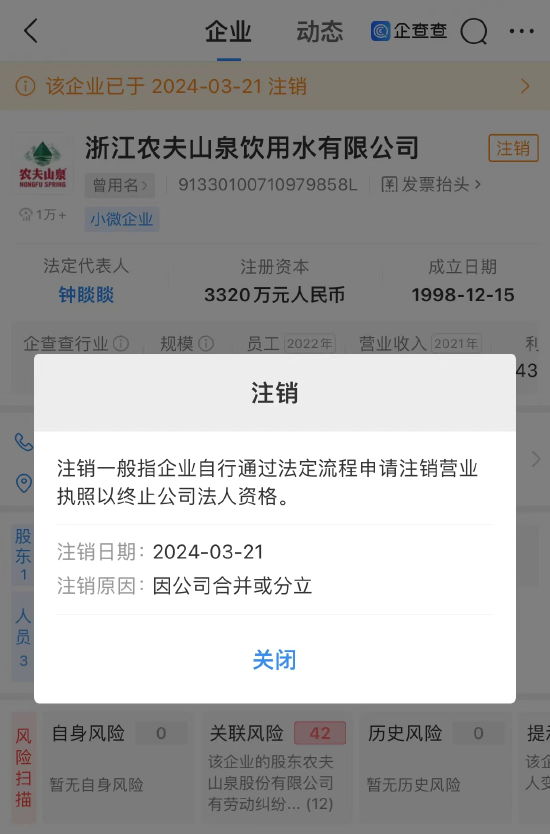 企业
动态
企查查
该企业已于 2024-03-21 注销
浙江农夫山泉饮用水有限公司
注销
农夫山泉
NONGFU SPRING
曾用名
91330100710979858L
发票抬头
1万+
小微企业
法定代表人
注册资本
成立日期
钟睒睒
3320万元人民币
1998-12-15
企查查行业
规模
员工 2022年
营业收入 2021年
利
43
注销
注销一般指企业自行通过法定流程申请注销营业
执照以终止公司法人资格。
注销日期：2024-03-21
注销原因：因公司合并或分立
关闭
股东
1
人员
3
风险扫描
自身风险 0
暂无自身风险
关联风险 42
该企业的股东农夫
山泉股份有限公司
有劳动纠纷... (12)
历史风险 0
暂无历史风险
提
该企
人变